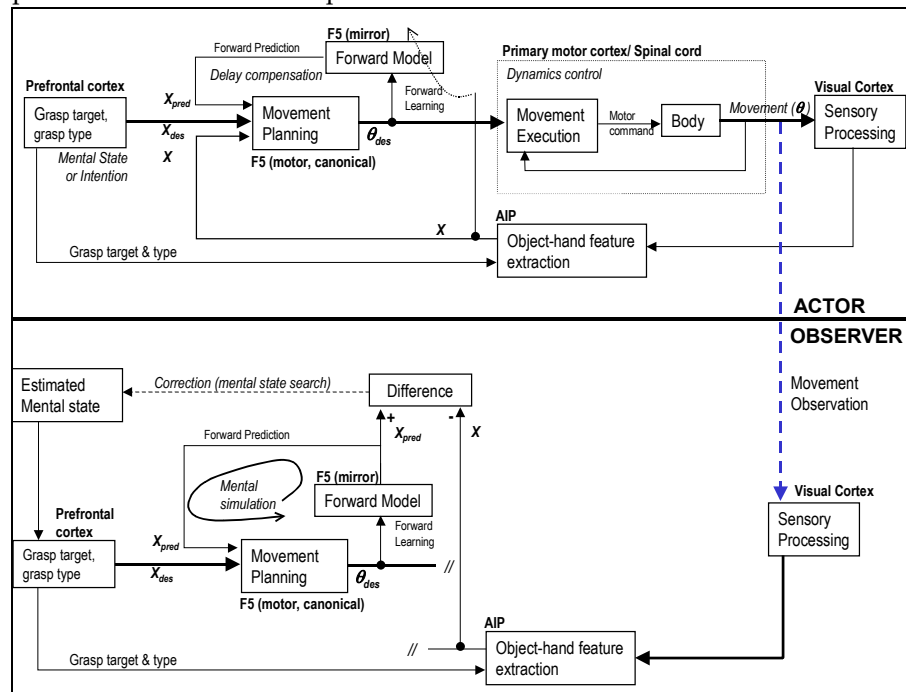 F5 (mirror)
Forward Prediction
Forward Model
Delay compensation
Forward
Learning
Primary motor cortex/ Spinal cord
Dynamics control
Prefrontal cortex
Grasp target,
grasp type
Mental State
or Intention
X_pred
X_des
X
Movement
Planning
θ_des
F5 (motor, canonical)
Movement
Execution
Motor
command
Body
Movement (θ)
Visual Cortex
Sensory
Processing
X
AIP
Object-hand feature
extraction
Grasp target & type
ACTOR
OBSERVER
Estimated
Mental state
Correction (mental state search)
Difference
Movement
Observation
+
-
X_pred
X
Forward Prediction
F5 (mirror)
Mental
simulation
Forward Model
Forward
Learning
Visual Cortex
Sensory
Processing
Prefrontal
cortex
Grasp target,
grasp type
X_pred
X_des
Movement
Planning
θ_des
//
F5 (motor, canonical)
AIP
//
Object-hand feature
extraction
Grasp target & type